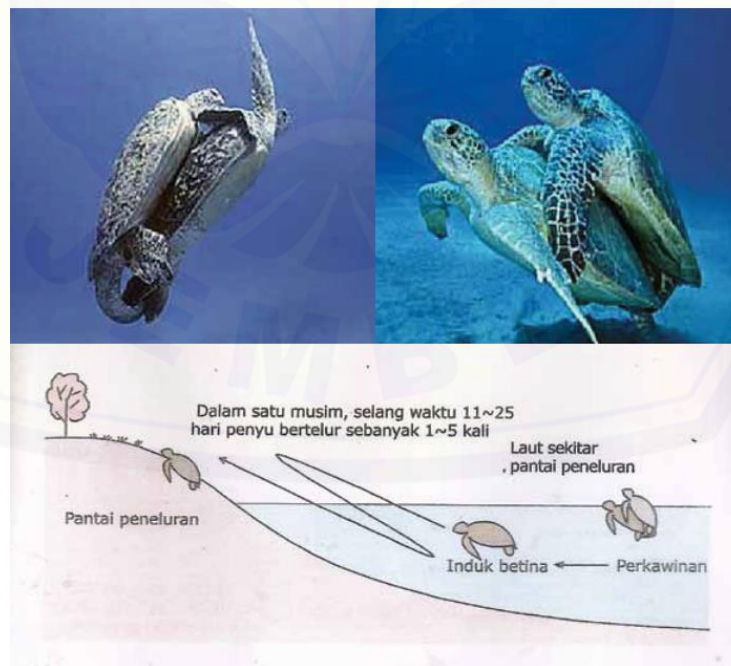 Dalam satu musim, selang waktu 11~25
hari penyu bertelur sebanyak 1~5 kali
Laut sekitar
pantai peneluran
Pantai peneluran
Induk betina
Perkawinan
JEMBER